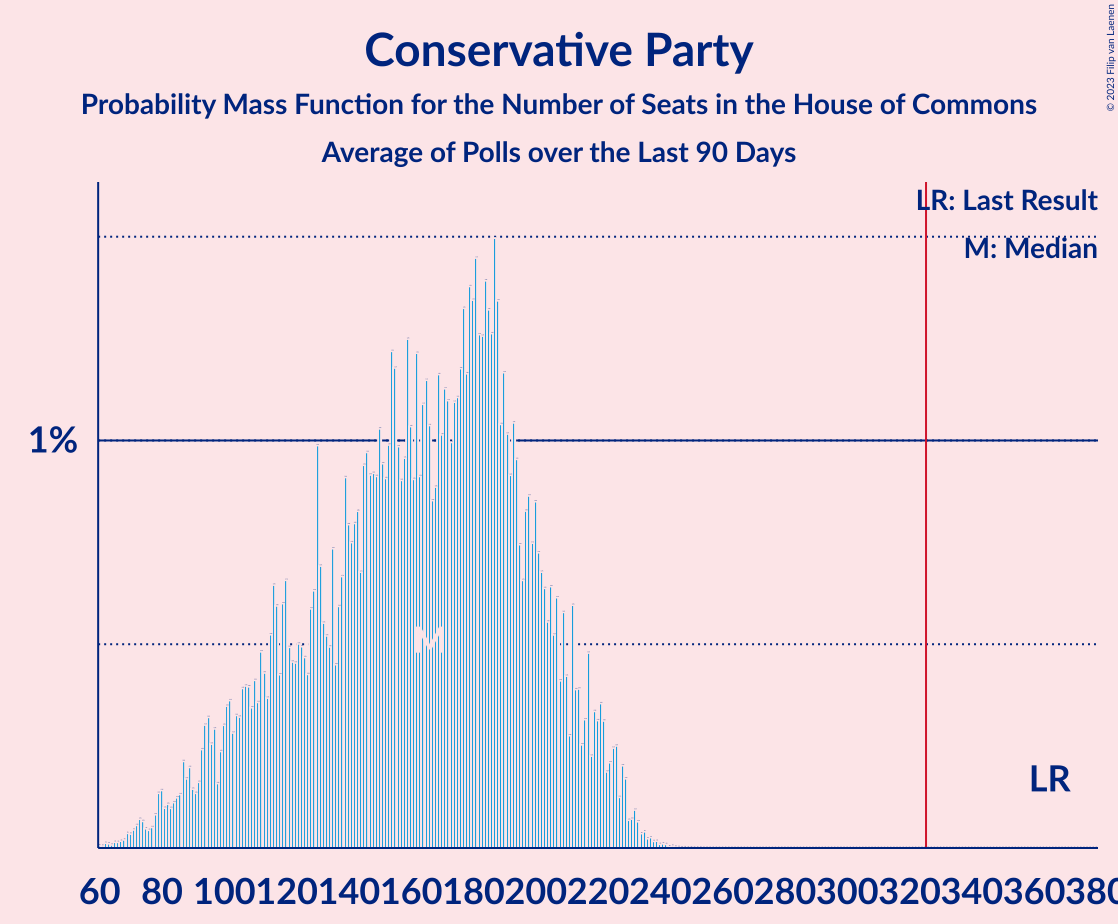 Conservative Party
Probability Mass Function for the Number of Seats in the House of Commons
Average of Polls over the Last 90 Days
© 2023 Filip van Laenen
LR: Last Result
M: Median
1%
M
LR
60 80 100 120 140 160 180 200 220 240 260 280 300 320 340 360 380